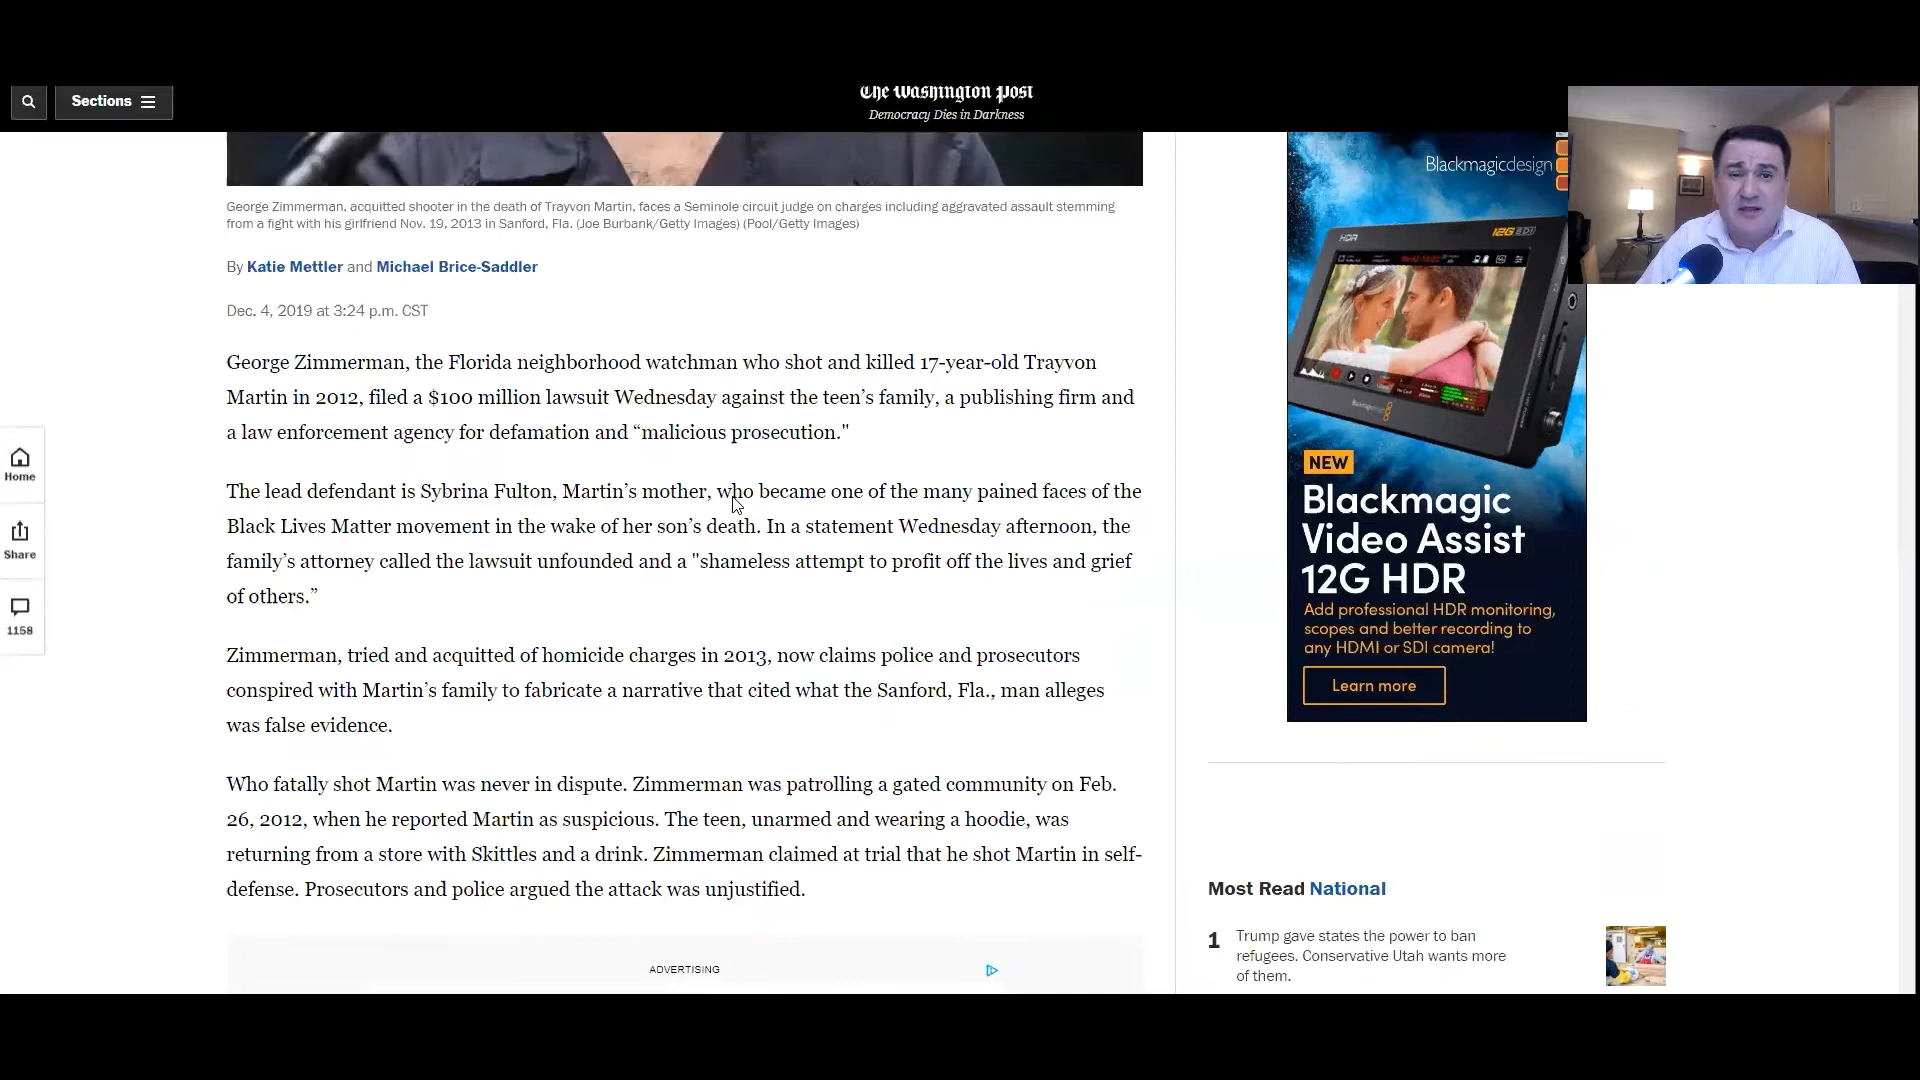 Sections
The Washington Post
Democracy Dies in Darkness
George Zimmerman, acquitted shooter in the death of Trayvon Martin, faces a Seminole circuit judge on charges including aggravated assault stemming
from a fight with his girlfriend Nov. 19, 2013 in Sanford, Fla. (Joe Burbank/Getty Images) (Pool/Getty Images)
By Katie Mettler and Michael Brice-Saddler
Dec. 4, 2019 at 3:24 p.m. CST
George Zimmerman, the Florida neighborhood watchman who shot and killed 17-year-old Trayvon
Martin in 2012, filed a $100 million lawsuit Wednesday against the teen’s family, a publishing firm and
a law enforcement agency for defamation and “malicious prosecution."
The lead defendant is Sybrina Fulton, Martin’s mother, who became one of the many pained faces of the
Black Lives Matter movement in the wake of her son’s death. In a statement Wednesday afternoon, the
family’s attorney called the lawsuit unfounded and a "shameless attempt to profit off the lives and grief
of others.”
Zimmerman, tried and acquitted of homicide charges in 2013, now claims police and prosecutors
conspired with Martin’s family to fabricate a narrative that cited what the Sanford, Fla., man alleges
was false evidence.
Who fatally shot Martin was never in dispute. Zimmerman was patrolling a gated community on Feb.
26, 2012, when he reported Martin as suspicious. The teen, unarmed and wearing a hoodie, was
returning from a store with Skittles and a drink. Zimmerman claimed at trial that he shot Martin in self-
defense. Prosecutors and police argued the attack was unjustified.
ADVERTISING
Home
Share
1158
Blackmagicdesign
HDR
12G SDI
NEW
Blackmagic
Video Assist
12G HDR
Add professional HDR monitoring,
scopes and better recording to
any HDMI or SDI camera!
Learn more
Most Read National
1
Trump gave states the power to ban
refugees. Conservative Utah wants more
of them.